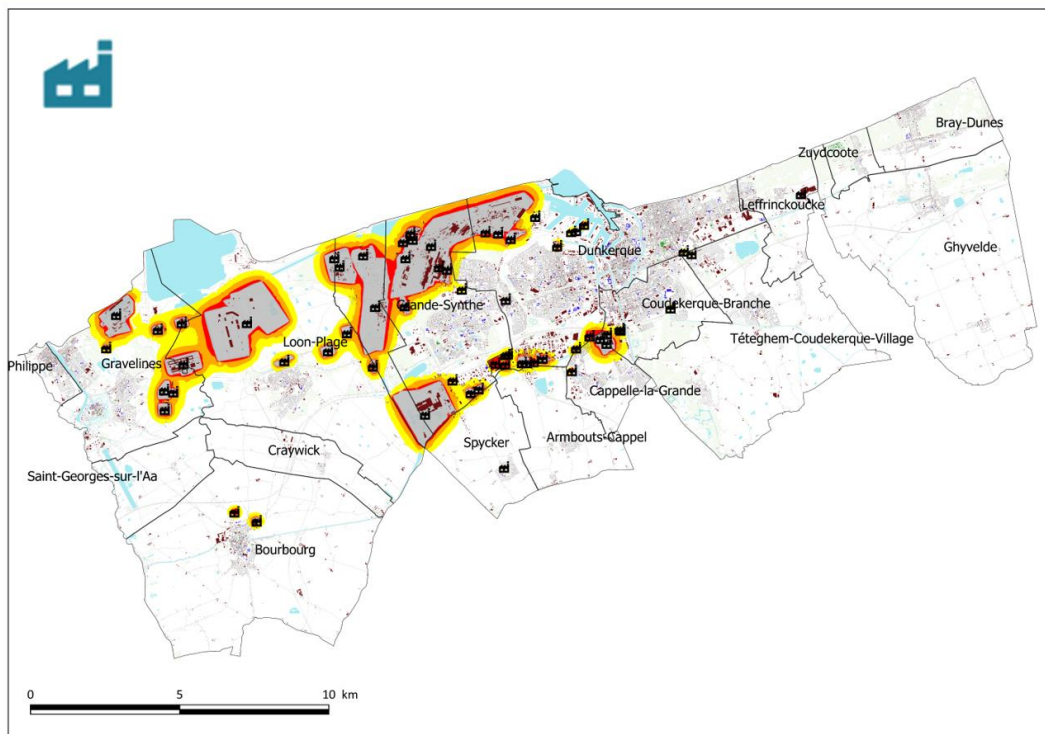 Bray-Dunes
Zuydcoote
Leffrinckoucke
Dunkerque
Ghyvelde
Grande-Synthe
Coudekerque-Branche
Loon-Plage
Téteghem-Coudekerque-Village
Philippe
Gravelines
Cappelle-la-Grande
Spycker
Armbouts-Cappel
Craywick
Saint-Georges-sur-l'Aa
Bourbourg
0 5 10 km